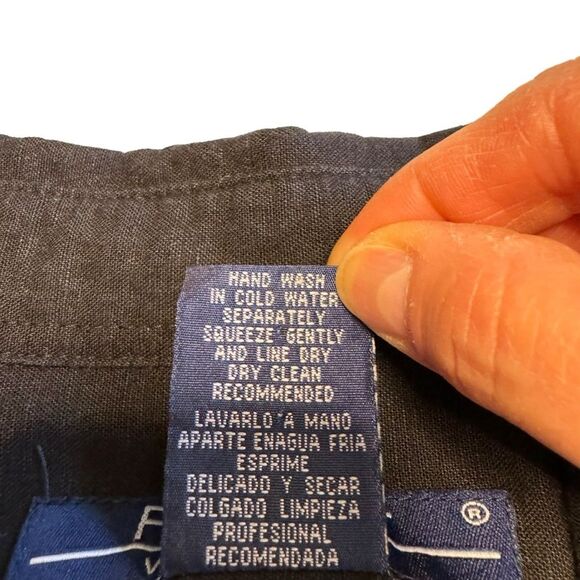 HAND WASH
IN COLD WATER
SEPARATELY
SQUEEZE GENTLY
AND LINE DRY
DRY CLEAN
RECOMMENDED
LAVARLO A MANO
APARTE ENAGUA FRIA
ESPRIME
DELICADO Y SECAR
COLGADO LIMPIEZA
PROFESIONAL
RECOMENDADA
®